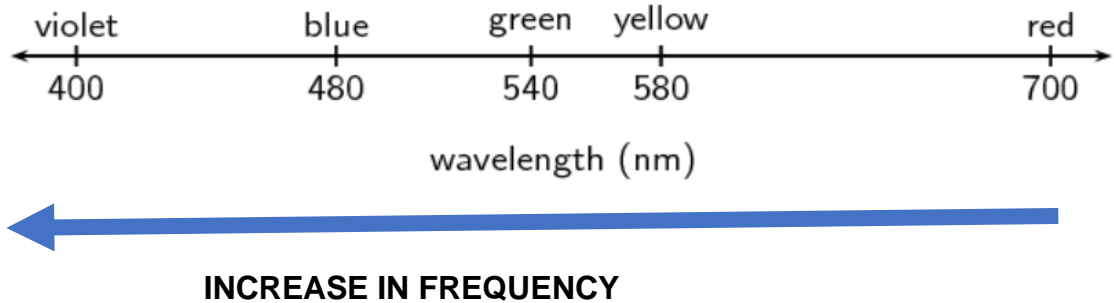 violet blue green yellow red
400 480 540 580 700
wavelength (nm)
INCREASE IN FREQUENCY